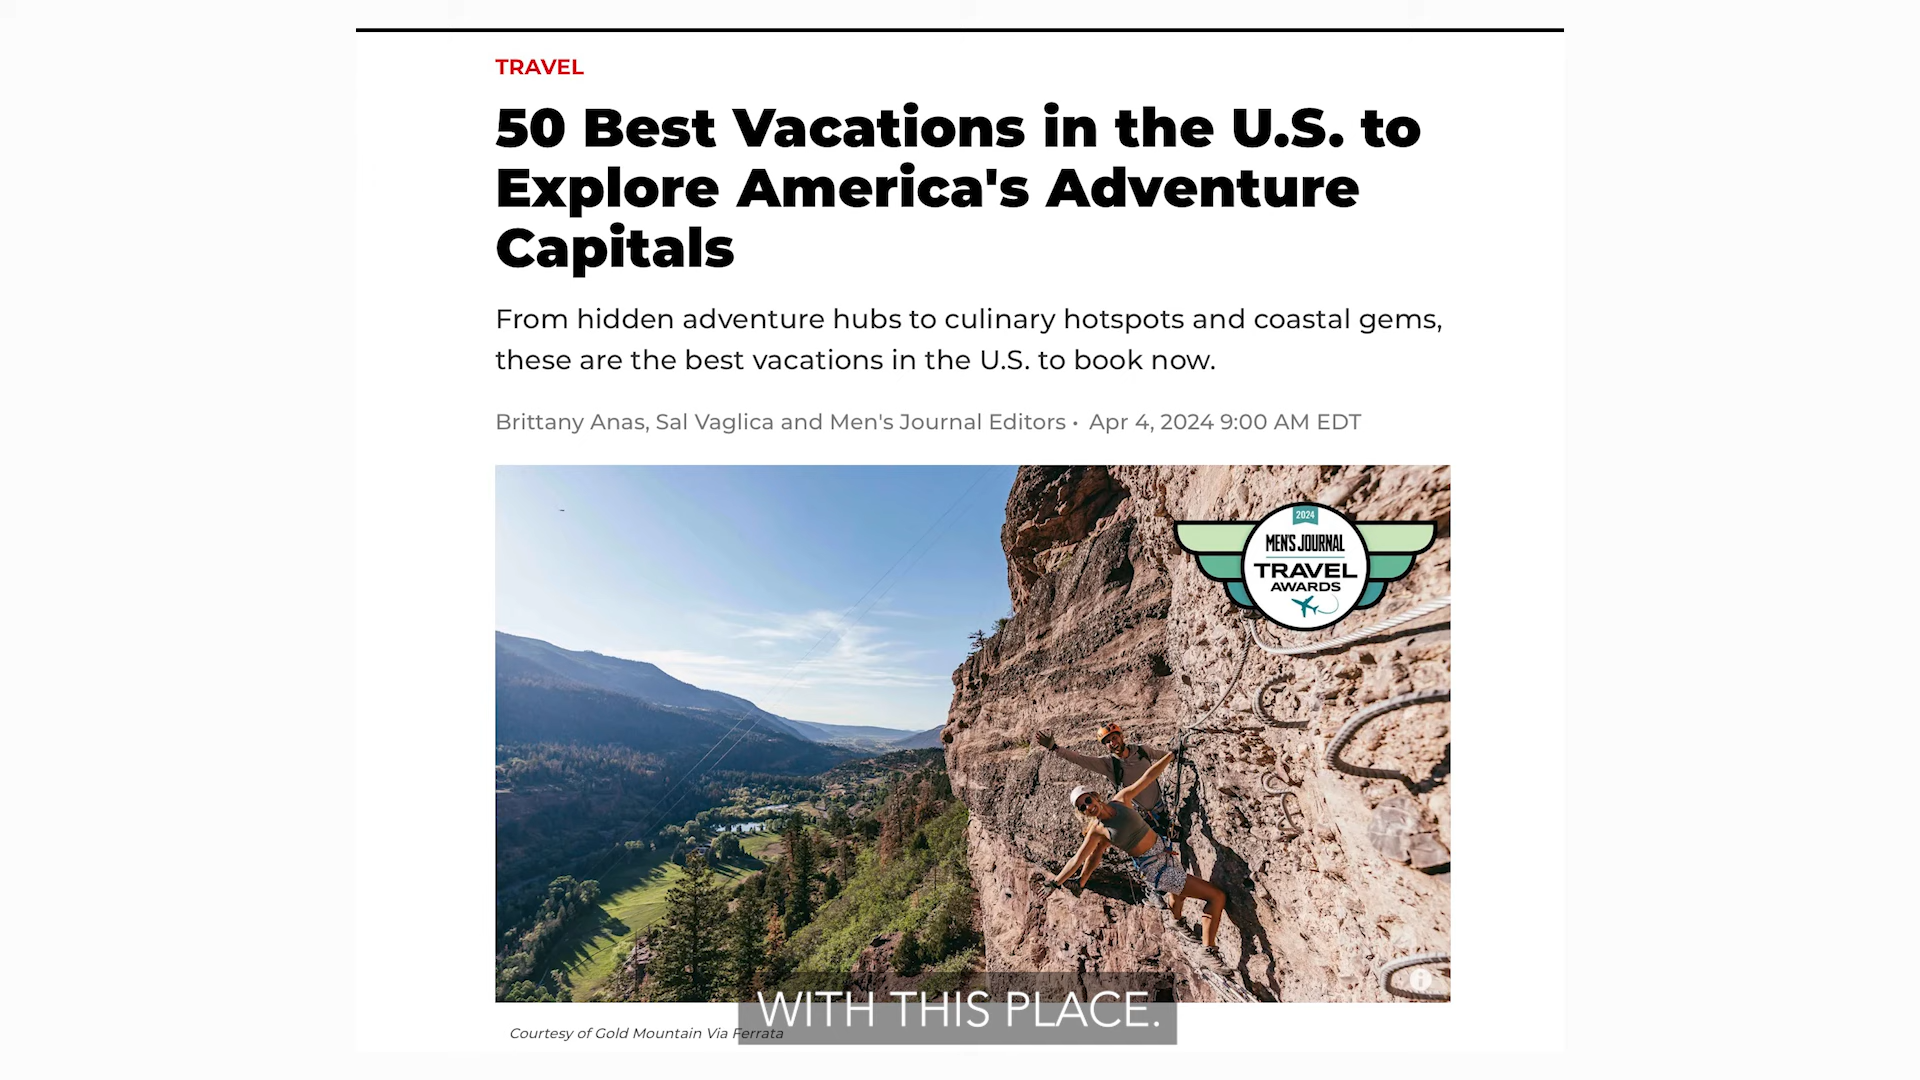 TRAVEL
50 Best Vacations in the U.S. to
Explore America's Adventure
Capitals
From hidden adventure hubs to culinary hotspots and coastal gems,
these are the best vacations in the U.S. to book now.
Brittany Anas, Sal Vaglica and Men's Journal Editors • Apr 4, 2024 9:00 AM EDT
2024
MEN'S JOURNAL
TRAVEL
AWARDS
i
WITH THIS PLACE.
Courtesy of Gold Mountain Via Ferrata